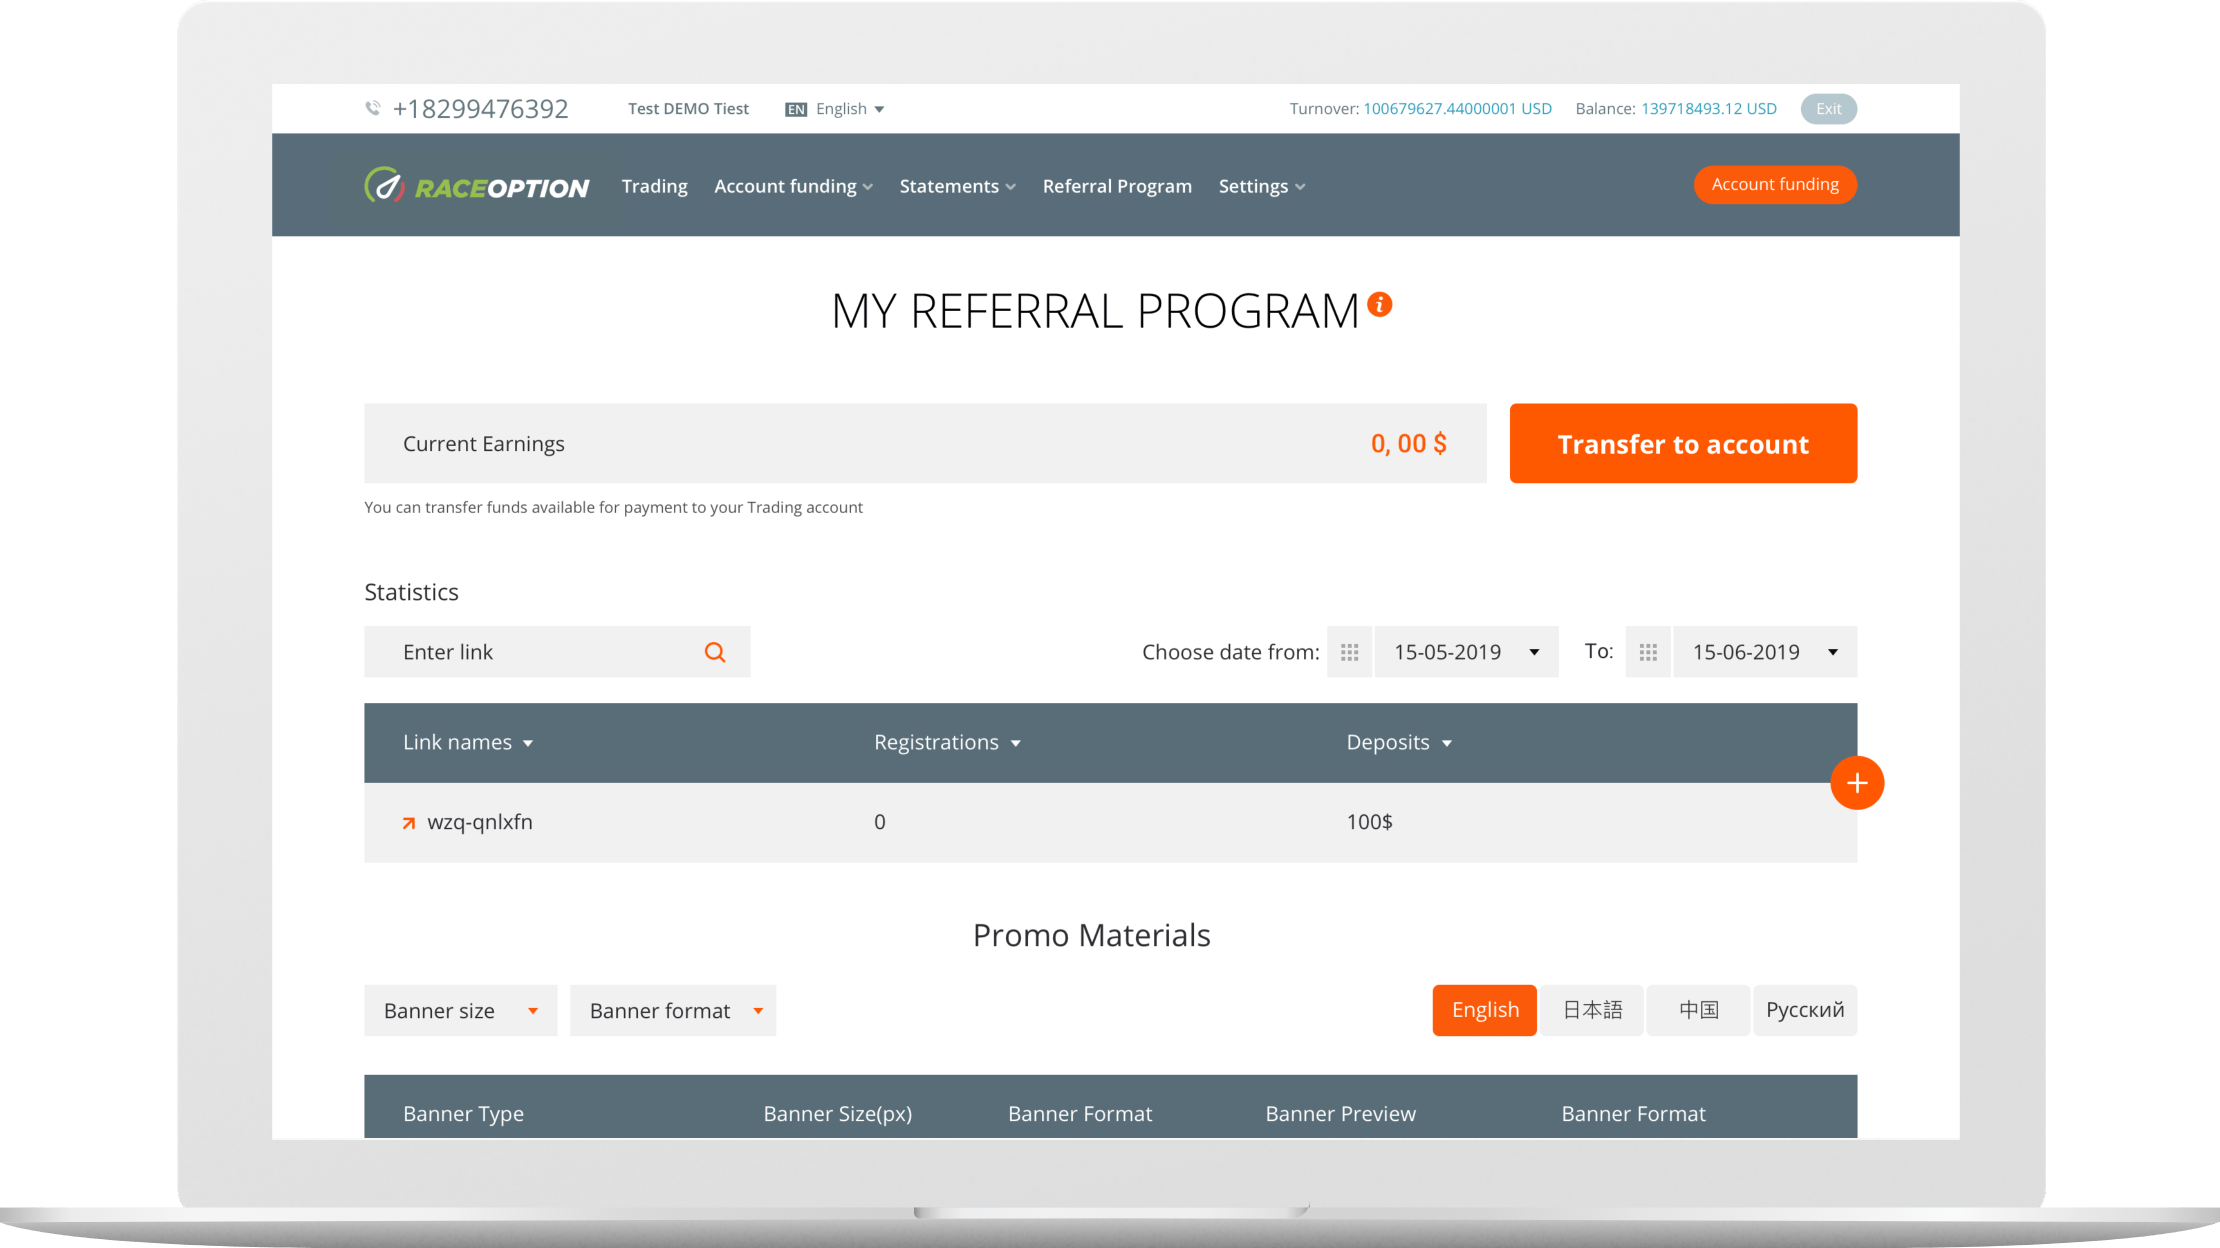 +18299476392 Test DEMO Tiest EN English Turnover: 100679627.44000001 USD Balance: 139718493.12 USD Exit
RACEOPTION Trading Account funding Statements Referral Program Settings Account funding
MY REFERRAL PROGRAM i
Current Earnings 0, 00 $ Transfer to account
You can transfer funds available for payment to your Trading account
Statistics
Enter link Choose date from: 15-05-2019 To: 15-06-2019
Link names Registrations Deposits
wzq-qnlxfn 0 100$
Promo Materials
Banner size Banner format English 日本語 中国 Русский
Banner Type Banner Size(px) Banner Format Banner Preview Banner Format